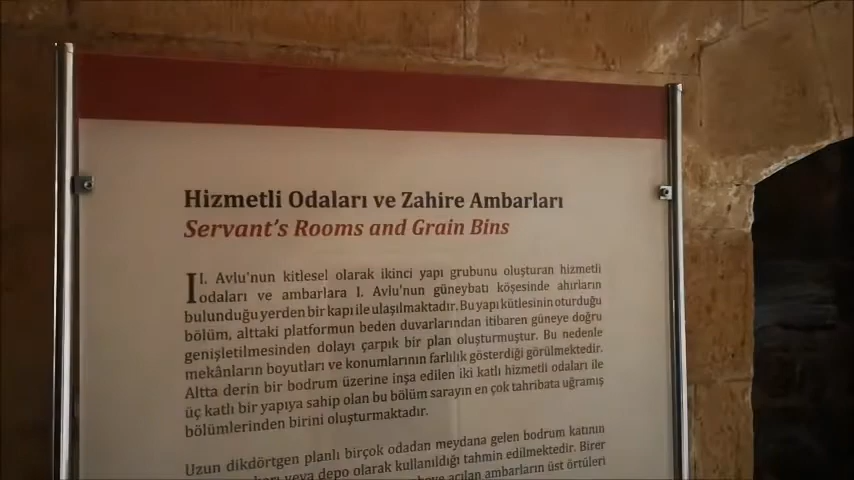 Hizmetli Odaları ve Zahire Ambarları
Servant's Rooms and Grain Bins
II. Avlu'nun kitlesel olarak ikinci yapı grubunu oluşturan hizmetli
odaları ve ambarlara I. Avlu'nun güneybatı köşesinde ahırların
bulunduğu yerden bir kapı ile ulaşılmaktadır. Bu yapı kütlesinin oturduğu
bölüm, alttaki platformun beden duvarlarından itibaren güneye doğru
genişletilmesinden dolayı çarpık bir plan oluşturmuştur. Bu nedenle
mekânların boyutları ve konumlarının farlılık gösterdiği görülmektedir.
Altta derin bir bodrum üzerine inşa edilen iki katlı hizmetli odaları ile
üç katlı bir yapıya sahip olan bu bölüm sarayın en çok tahribata uğramış
bölümlerinden birini oluşturmaktadır.
Uzun dikdörtgen planlı birçok odadan meydana gelen bodrum katının
veya depo olarak kullanıldığı tahmin edilmektedir. Birer
açılan ambarların üst örtüleri